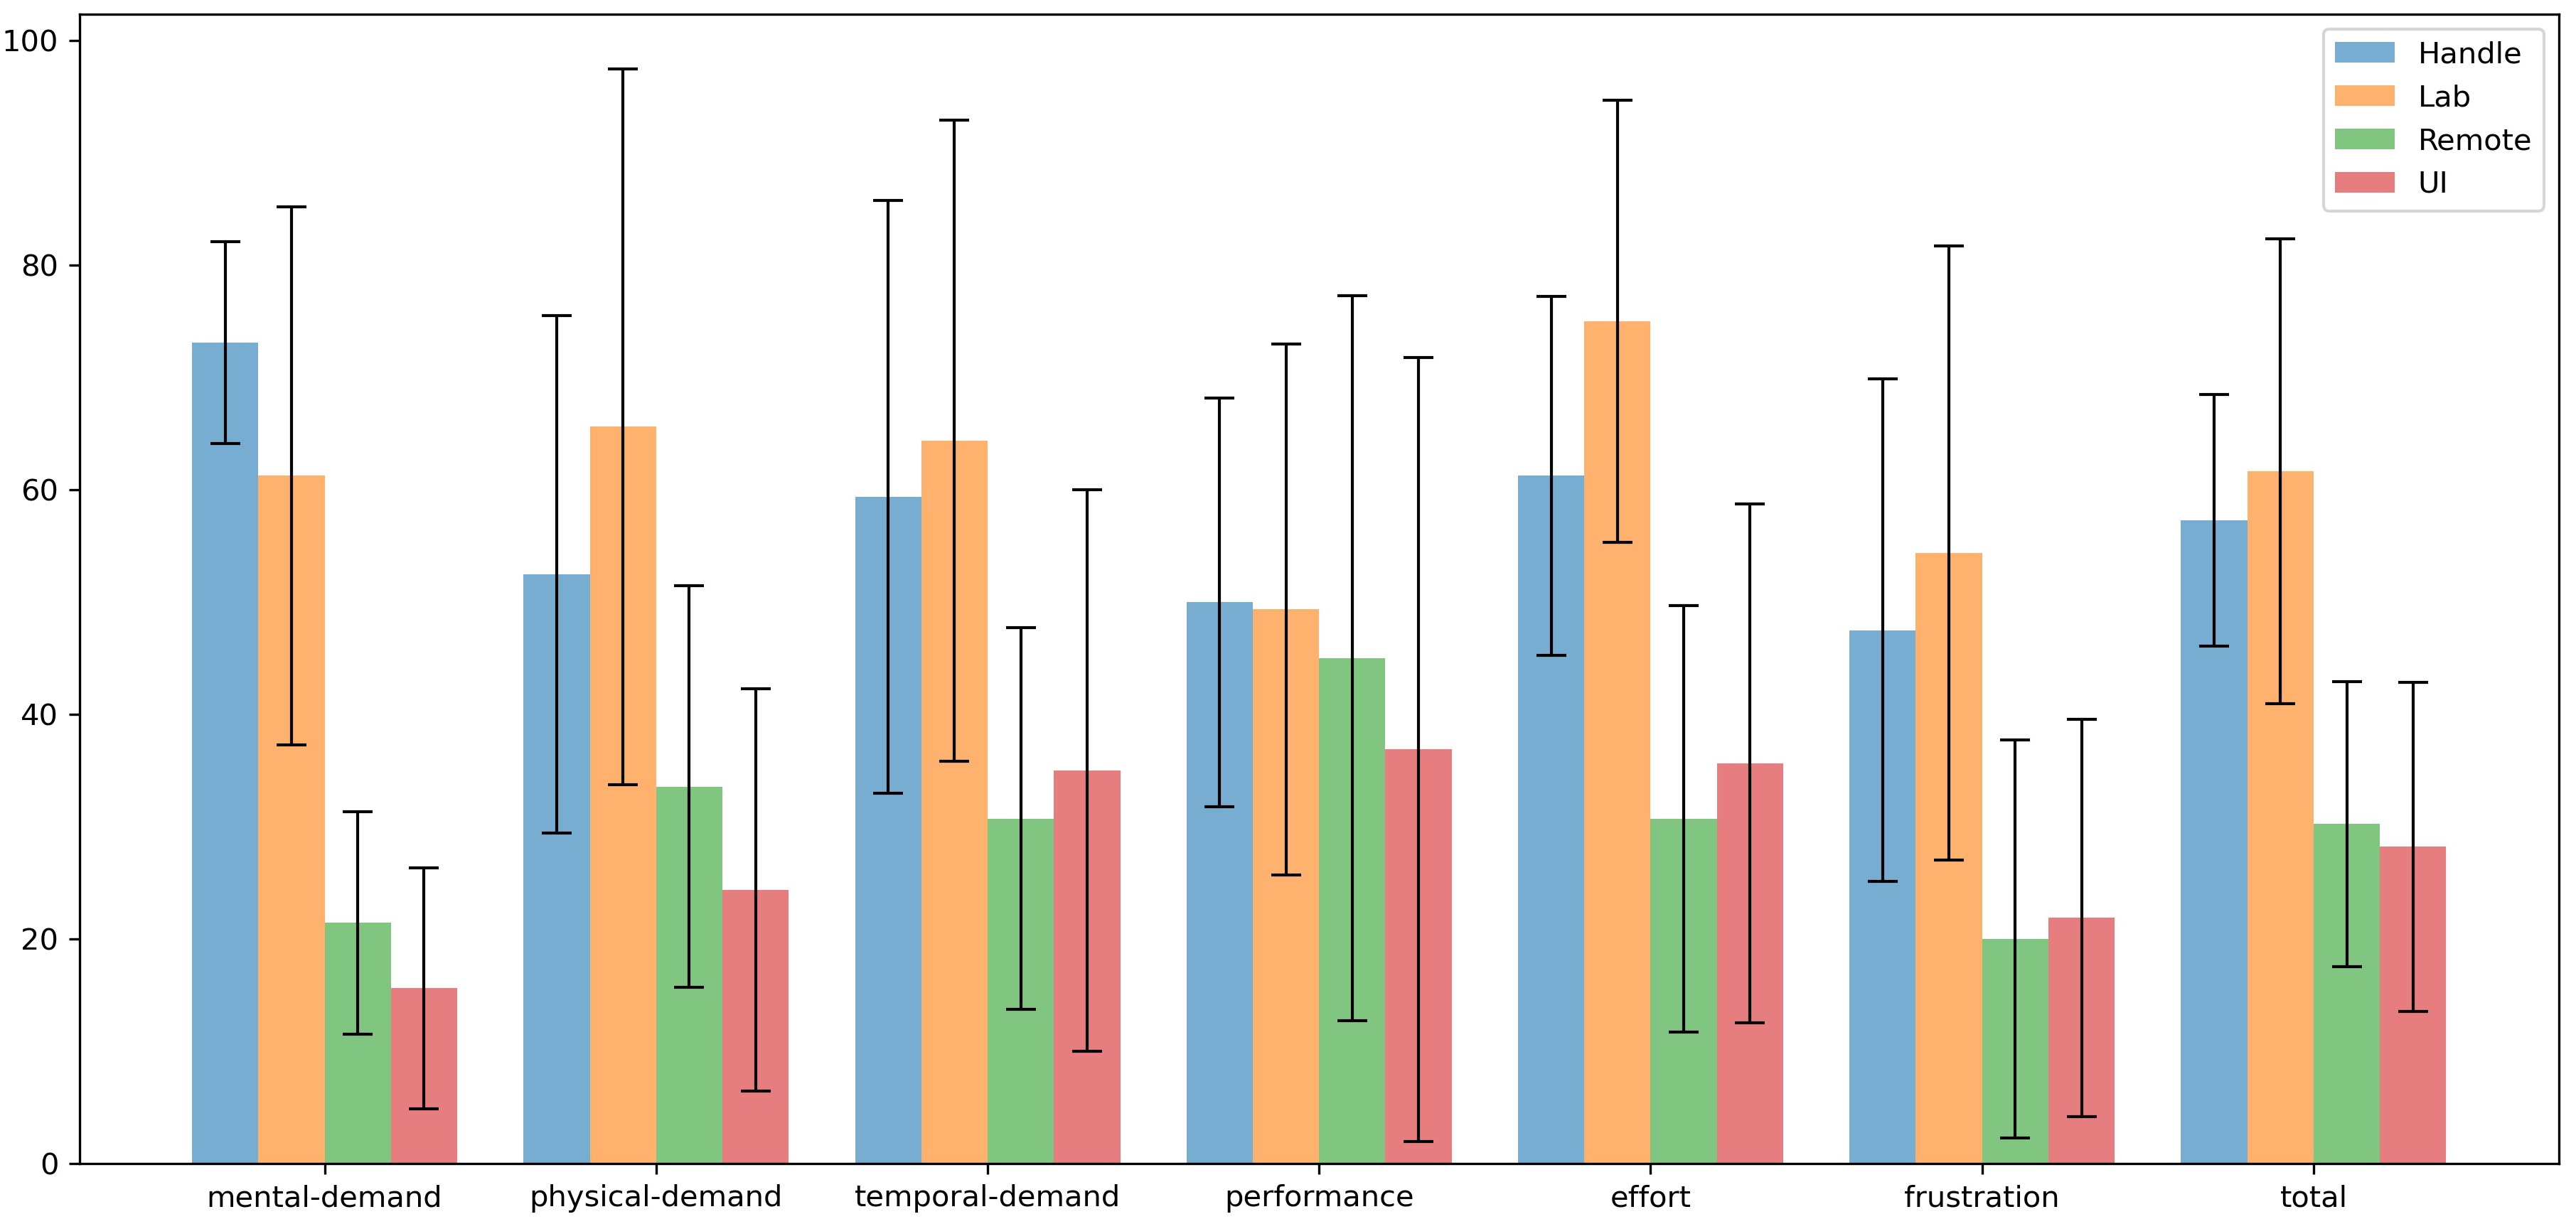 100
80
60
40
20
0
mental-demand
physical-demand
temporal-demand
performance
effort
frustration
total
Handle
Lab
Remote
UI